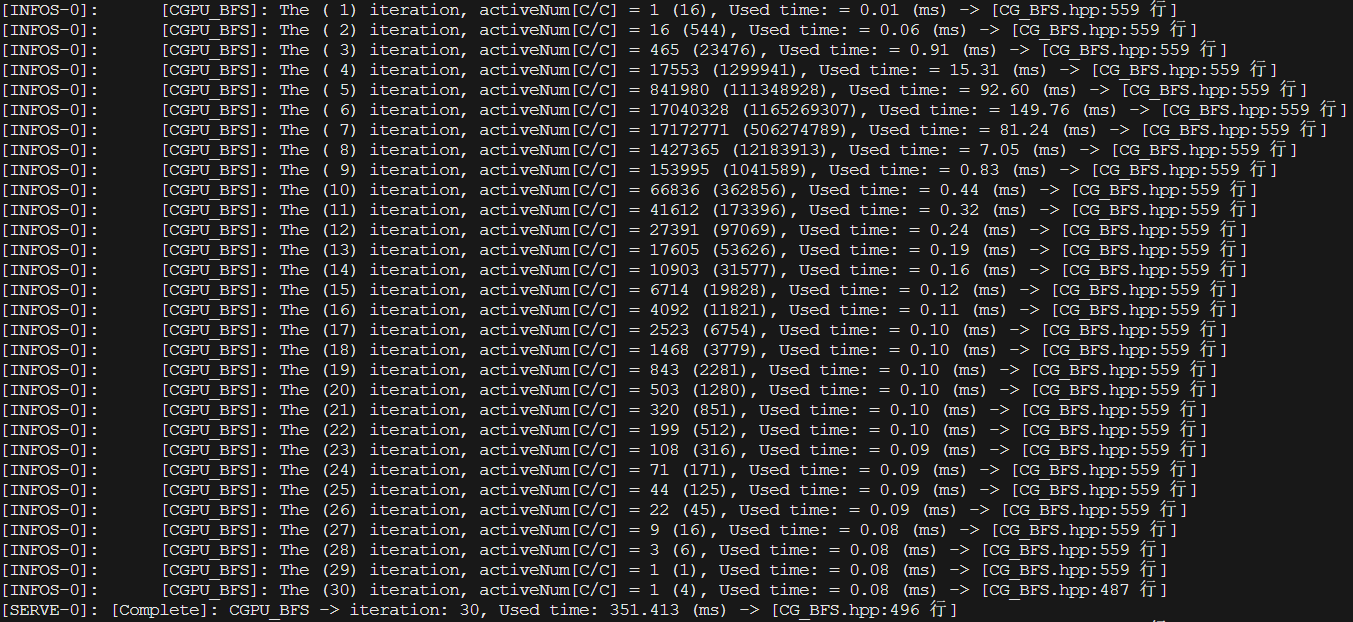 [INFOS-0]: [CGPU_BFS]: The ( 1) iteration, activeNum[C/C] = 1 (16), Used time: = 0.01 (ms) -> [CG_BFS.hpp:559 行]
[INFOS-0]: [CGPU_BFS]: The ( 2) iteration, activeNum[C/C] = 16 (544), Used time: = 0.06 (ms) -> [CG_BFS.hpp:559 行]
[INFOS-0]: [CGPU_BFS]: The ( 3) iteration, activeNum[C/C] = 465 (23476), Used time: = 0.91 (ms) -> [CG_BFS.hpp:559 行]
[INFOS-0]: [CGPU_BFS]: The ( 4) iteration, activeNum[C/C] = 17553 (1299941), Used time: = 15.31 (ms) -> [CG_BFS.hpp:559 行]
[INFOS-0]: [CGPU_BFS]: The ( 5) iteration, activeNum[C/C] = 841980 (111348928), Used time: = 92.60 (ms) -> [CG_BFS.hpp:559 行]
[INFOS-0]: [CGPU_BFS]: The ( 6) iteration, activeNum[C/C] = 17040328 (1165269307), Used time: = 149.76 (ms) -> [CG_BFS.hpp:559 行]
[INFOS-0]: [CGPU_BFS]: The ( 7) iteration, activeNum[C/C] = 17172771 (506274789), Used time: = 81.24 (ms) -> [CG_BFS.hpp:559 行]
[INFOS-0]: [CGPU_BFS]: The ( 8) iteration, activeNum[C/C] = 1427365 (12183913), Used time: = 7.05 (ms) -> [CG_BFS.hpp:559 行]
[INFOS-0]: [CGPU_BFS]: The ( 9) iteration, activeNum[C/C] = 153995 (1041589), Used time: = 0.83 (ms) -> [CG_BFS.hpp:559 行]
[INFOS-0]: [CGPU_BFS]: The (10) iteration, activeNum[C/C] = 66836 (362856), Used time: = 0.44 (ms) -> [CG_BFS.hpp:559 行]
[INFOS-0]: [CGPU_BFS]: The (11) iteration, activeNum[C/C] = 41612 (173396), Used time: = 0.32 (ms) -> [CG_BFS.hpp:559 行]
[INFOS-0]: [CGPU_BFS]: The (12) iteration, activeNum[C/C] = 27391 (97069), Used time: = 0.24 (ms) -> [CG_BFS.hpp:559 行]
[INFOS-0]: [CGPU_BFS]: The (13) iteration, activeNum[C/C] = 17605 (53626), Used time: = 0.19 (ms) -> [CG_BFS.hpp:559 行]
[INFOS-0]: [CGPU_BFS]: The (14) iteration, activeNum[C/C] = 10903 (31577), Used time: = 0.16 (ms) -> [CG_BFS.hpp:559 行]
[INFOS-0]: [CGPU_BFS]: The (15) iteration, activeNum[C/C] = 6714 (19828), Used time: = 0.12 (ms) -> [CG_BFS.hpp:559 行]
[INFOS-0]: [CGPU_BFS]: The (16) iteration, activeNum[C/C] = 4092 (11821), Used time: = 0.11 (ms) -> [CG_BFS.hpp:559 行]
[INFOS-0]: [CGPU_BFS]: The (17) iteration, activeNum[C/C] = 2523 (6754), Used time: = 0.10 (ms) -> [CG_BFS.hpp:559 行]
[INFOS-0]: [CGPU_BFS]: The (18) iteration, activeNum[C/C] = 1468 (3779), Used time: = 0.10 (ms) -> [CG_BFS.hpp:559 行]
[INFOS-0]: [CGPU_BFS]: The (19) iteration, activeNum[C/C] = 843 (2281), Used time: = 0.10 (ms) -> [CG_BFS.hpp:559 行]
[INFOS-0]: [CGPU_BFS]: The (20) iteration, activeNum[C/C] = 503 (1280), Used time: = 0.10 (ms) -> [CG_BFS.hpp:559 行]
[INFOS-0]: [CGPU_BFS]: The (21) iteration, activeNum[C/C] = 320 (851), Used time: = 0.10 (ms) -> [CG_BFS.hpp:559 行]
[INFOS-0]: [CGPU_BFS]: The (22) iteration, activeNum[C/C] = 199 (512), Used time: = 0.10 (ms) -> [CG_BFS.hpp:559 行]
[INFOS-0]: [CGPU_BFS]: The (23) iteration, activeNum[C/C] = 108 (316), Used time: = 0.09 (ms) -> [CG_BFS.hpp:559 行]
[INFOS-0]: [CGPU_BFS]: The (24) iteration, activeNum[C/C] = 71 (171), Used time: = 0.09 (ms) -> [CG_BFS.hpp:559 行]
[INFOS-0]: [CGPU_BFS]: The (25) iteration, activeNum[C/C] = 44 (125), Used time: = 0.09 (ms) -> [CG_BFS.hpp:559 行]
[INFOS-0]: [CGPU_BFS]: The (26) iteration, activeNum[C/C] = 22 (45), Used time: = 0.09 (ms) -> [CG_BFS.hpp:559 行]
[INFOS-0]: [CGPU_BFS]: The (27) iteration, activeNum[C/C] = 9 (16), Used time: = 0.08 (ms) -> [CG_BFS.hpp:559 行]
[INFOS-0]: [CGPU_BFS]: The (28) iteration, activeNum[C/C] = 3 (6), Used time: = 0.08 (ms) -> [CG_BFS.hpp:559 行]
[INFOS-0]: [CGPU_BFS]: The (29) iteration, activeNum[C/C] = 1 (1), Used time: = 0.08 (ms) -> [CG_BFS.hpp:559 行]
[INFOS-0]: [CGPU_BFS]: The (30) iteration, activeNum[C/C] = 1 (4), Used time: = 0.08 (ms) -> [CG_BFS.hpp:487 行]
[SERVE-0]: [Complete]: CGPU_BFS -> iteration: 30, Used time: 351.413 (ms) -> [CG_BFS.hpp:496 行]